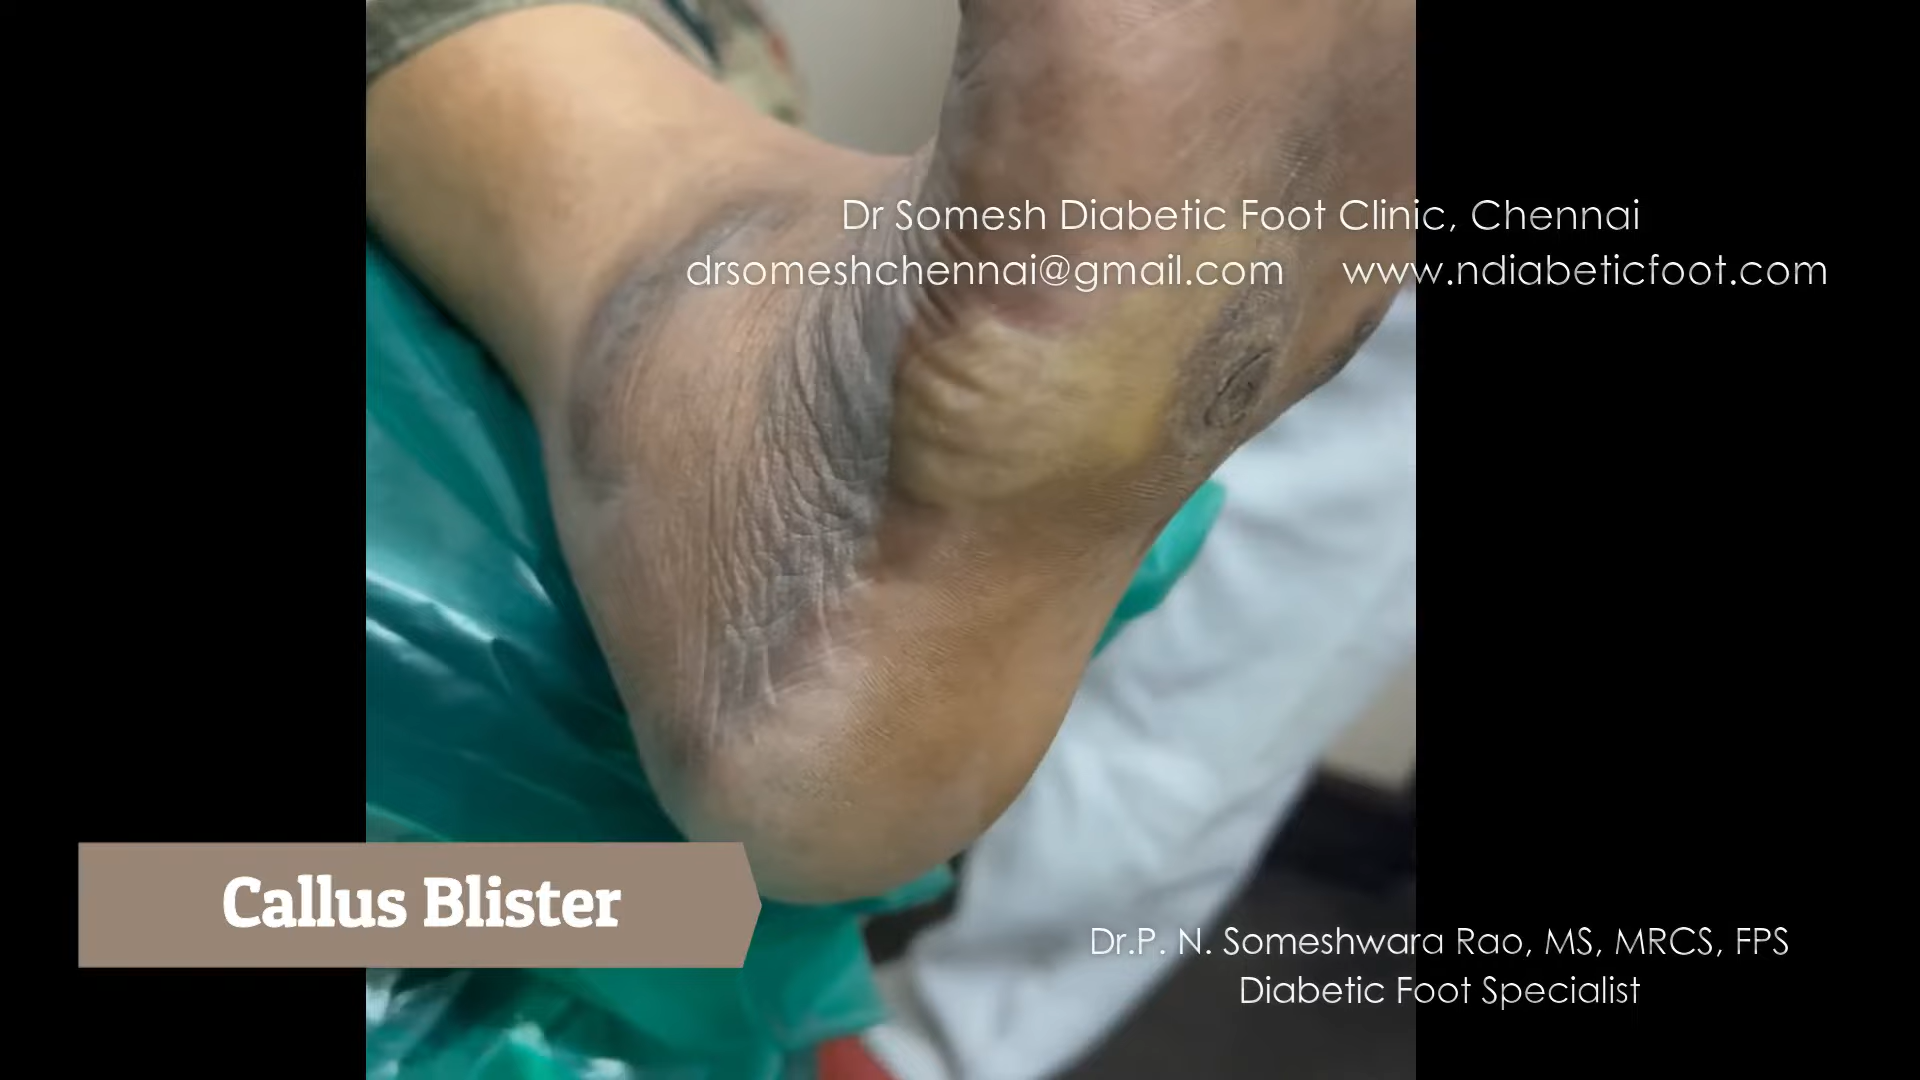 Dr Somesh Diabetic Foot Clinic, Chennai
drsomeshchennai@gmail.com www.ndiabeticfoot.com
Callus Blister
Dr.P. N. Someshwara Rao, MS, MRCS, FPS
Diabetic Foot Specialist